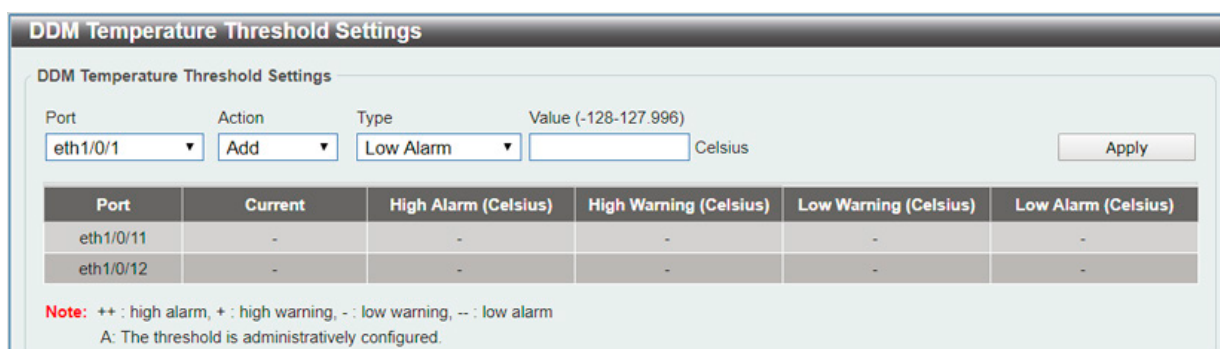 DDM Temperature Threshold Settings
DDM Temperature Threshold Settings
Port Action Type Value (-128-127.996)
eth1/0/1 Add Low Alarm Celsius Apply
Port Current High Alarm (Celsius) High Warning (Celsius) Low Warning (Celsius) Low Alarm (Celsius)
eth1/0/11 - - - - -
eth1/0/12 - - - - -
Note: ++ : high alarm, + : high warning, - : low warning, -- : low alarm
A: The threshold is administratively configured.